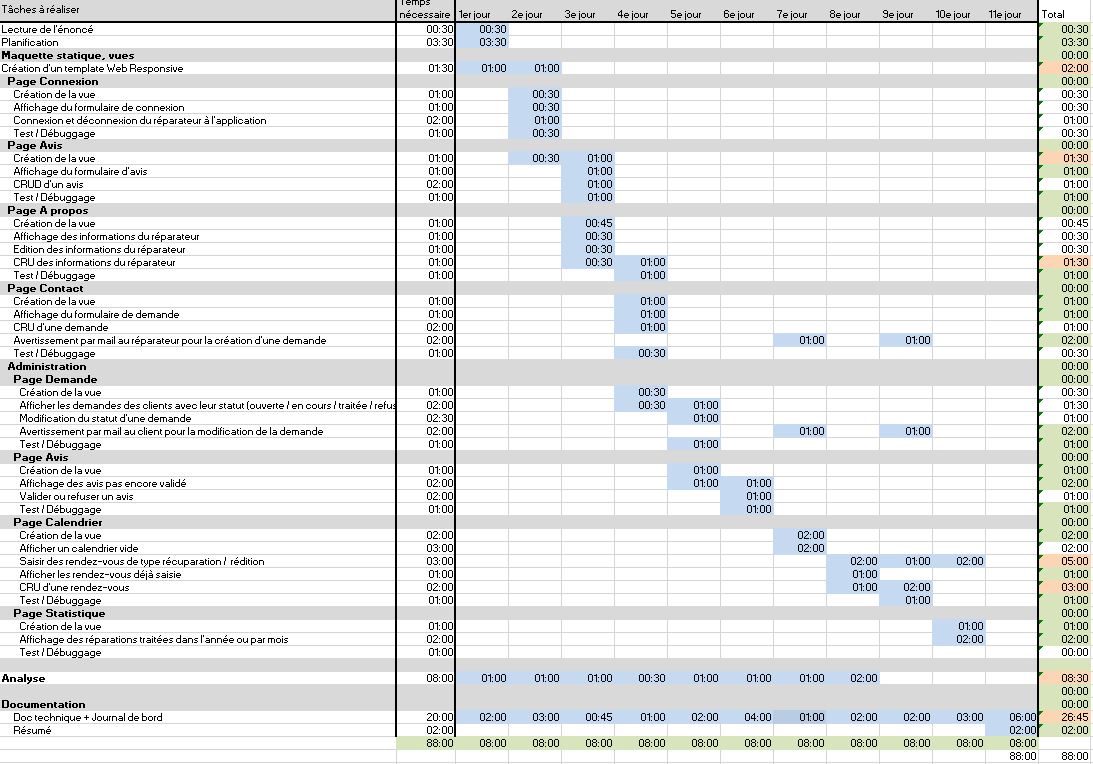 Tâches à réaliser Temps nécessaire 1er jour 2e jour 3e jour 4e jour 5e jour 6e jour 7e jour 8e jour 9e jour 10e jour 11e jour Total
Lecture de l'énoncé 00:30 00:30 00:30
Planification 03:30 03:30 03:30
Maquette statique, vues 00:00
Création d'un template Web Responsive 01:30 01:00 01:00 02:00
Page Connexion 00:00
Création de la vue 01:00 00:30 00:30
Affichage du formulaire de connexion 01:00 00:30 00:30
Connexion et déconnexion du réparateur à l'application 02:00 01:00 01:00
Test / Débuggage 01:00 00:30 00:30
Page Avis 00:00
Création de la vue 01:00 00:30 01:00 01:30
Affichage du formulaire d'avis 01:00 01:00 01:00
CRUD d'un avis 02:00 01:00 01:00
Test / Débuggage 01:00 01:00 01:00
Page A propos 00:00
Création de la vue 01:00 00:45 00:45
Affichage des informations du réparateur 01:00 00:30 00:30
Edition des informations du réparateur 01:00 00:30 00:30
CRU des informations du réparateur 01:00 00:30 01:00 01:30
Test / Débuggage 01:00 01:00 01:00
Page Contact 00:00
Création de la vue 01:00 01:00 01:00
Affichage du formulaire de demande 01:00 01:00 01:00
CRU d'une demande 02:00 01:00 01:00
Avertissement par mail au réparateur pour la création d'une demande 02:00 01:00 01:00 02:00
Test / Débuggage 01:00 00:30 00:30
Administration 00:00
Page Demande 00:00
Création de la vue 01:00 00:30 00:30
Afficher les demandes des clients avec leur statut (ouverte / en cours / traitée / refus 02:00 00:30 01:00 01:30
Modification du statut d'une demande 02:30 01:00 01:00
Avertissement par mail au client pour la modification de la demande 02:00 01:00 01:00 02:00
Test / Débuggage 01:00 01:00 01:00
Page Avis 00:00
Création de la vue 01:00 01:00 01:00
Affichage des avis pas encore validé 02:00 01:00 01:00 02:00
Valider ou refuser un avis 02:00 01:00 01:00
Test / Débuggage 01:00 01:00 01:00
Page Calendrier 00:00
Création de la vue 02:00 02:00 02:00
Afficher un calendrier vide 03:00 02:00 02:00
Saisir des rendez-vous de type récuparation / rédition 03:00 02:00 01:00 02:00 05:00
Afficher les rendez-vous déjà saisie 01:00 01:00 01:00
CRU d'une rendez-vous 02:00 01:00 02:00 03:00
Test / Débuggage 01:00 01:00 01:00
Page Statistique 00:00
Création de la vue 01:00 01:00 01:00
Affichage des réparations traitées dans l'année ou par mois 02:00 02:00 02:00
Test / Débuggage 01:00 00:00
Analyse 08:00 01:00 01:00 01:00 00:30 01:00 01:00 01:00 02:00 08:30
00:00
Documentation 00:00
Doc technique + Journal de bord 20:00 02:00 03:00 00:45 01:00 02:00 04:00 01:00 02:00 02:00 03:00 06:00 26:45
Résumé 02:00 02:00 02:00
88:00 08:00 08:00 08:00 08:00 08:00 08:00 08:00 08:00 08:00 08:00 08:00
88:00 88:00